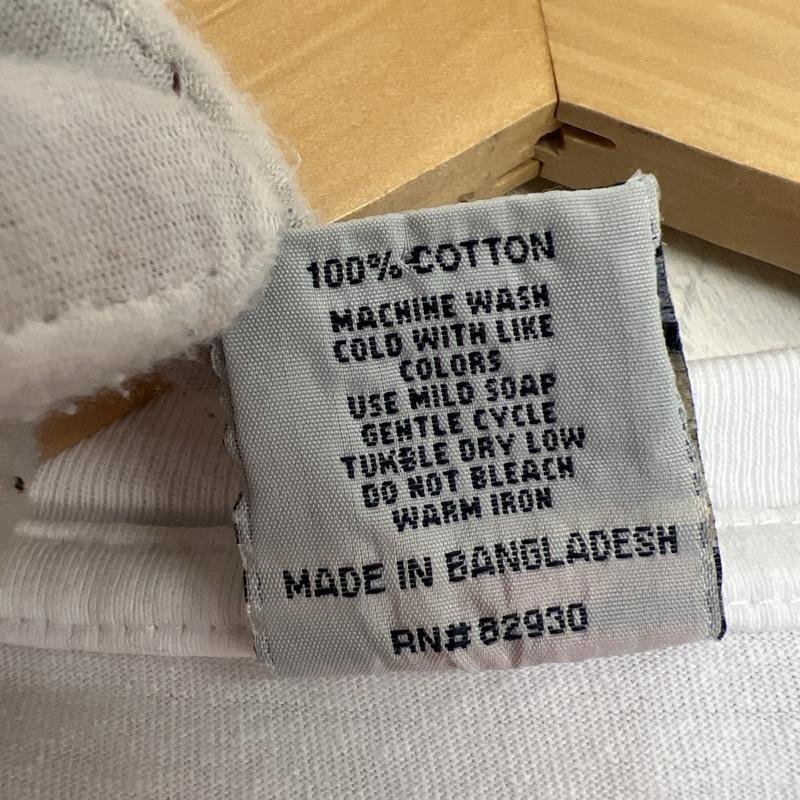 100% COTTON
MACHINE WASH
COLD WITH LIKE
COLORS
USE MILD SOAP
GENTLE CYCLE
TUMBLE DRY LOW
DO NOT BLEACH
WARM IRON
MADE IN BANGLADESH
RN# 82930